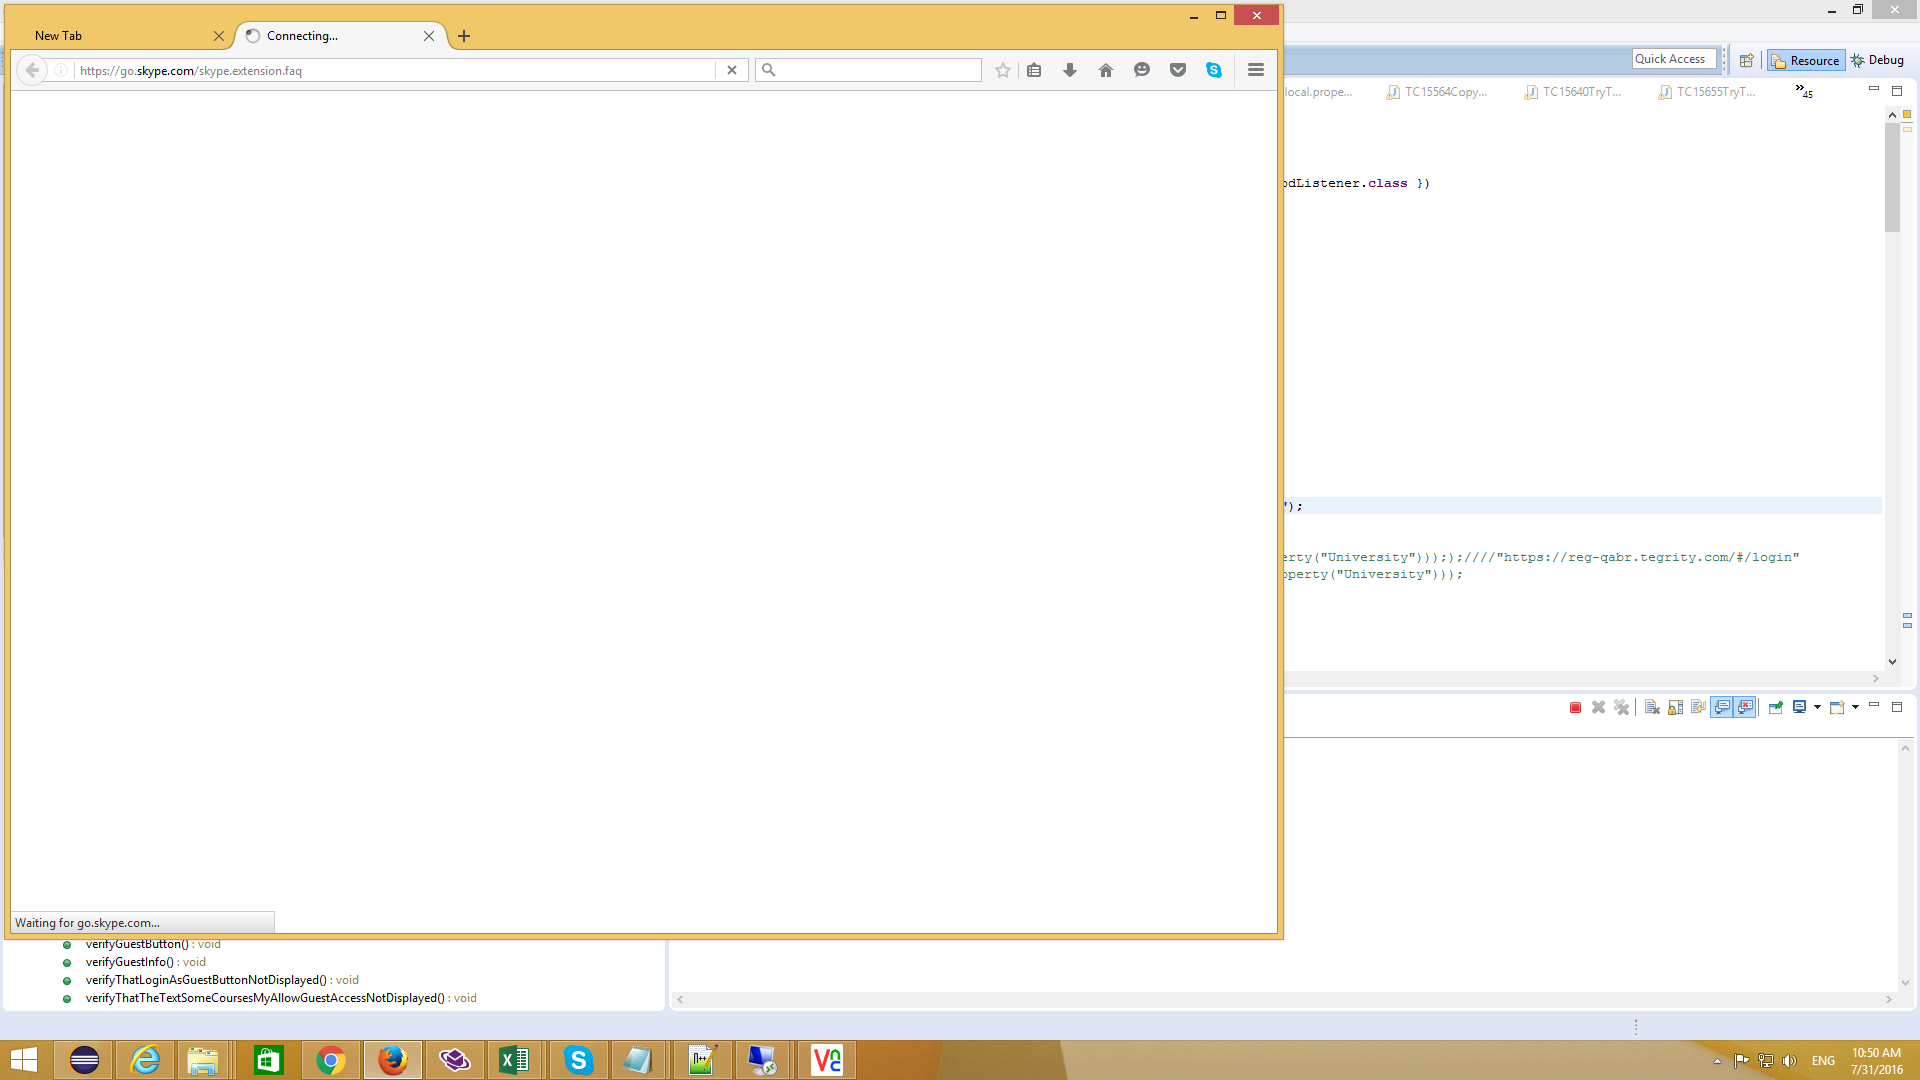 New Tab
Connecting...
https://go.skype.com/skype.extension.faq
Quick Access
Resource
Debug
local.prope...
TC15564Copy...
TC15640TryT...
TC15655TryT...
45
odListener.class })
");
erty("University")));;////"https://reg-qabr.tegrity.com/#/login"
operty("University")));
Waiting for go.skype.com...
verifyGuestButton() : void
verifyGuestInfo() : void
verifyThatLoginAsGuestButtonNotDisplayed() : void
verifyThatTheTextSomeCoursesMyAllowGuestAccessNotDisplayed() : void
ENG
10:50 AM
7/31/2016